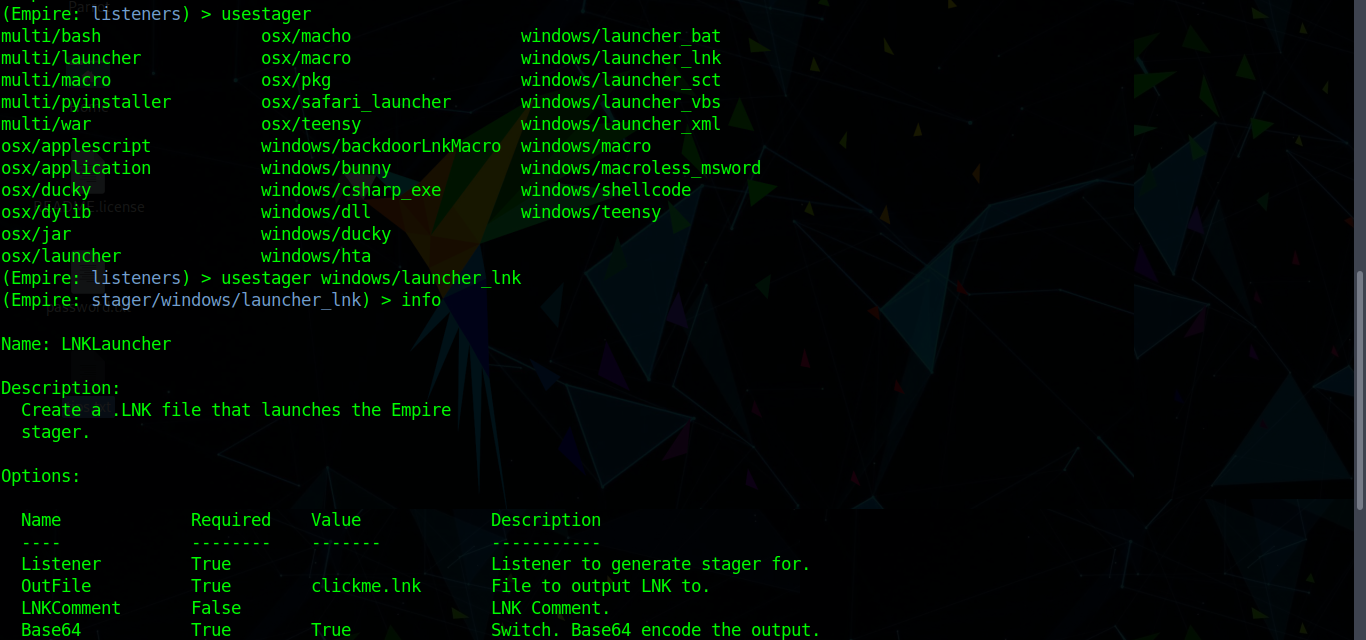 (Empire: listeners) > usestager
multi/bash                osx/macho                 windows/launcher_bat
multi/launcher            osx/macro                 windows/launcher_lnk
multi/macro               osx/pkg                   windows/launcher_sct
multi/pyinstaller         osx/safari_launcher       windows/launcher_vbs
multi/war                 osx/teensy                windows/launcher_xml
osx/applescript           windows/backdoorLnkMacro  windows/macro
osx/application           windows/bunny             windows/macroless_msword
osx/ducky                 windows/csharp_exe        windows/shellcode
osx/dylib                 windows/dll               windows/teensy
osx/jar                   windows/ducky
osx/launcher              windows/hta
(Empire: listeners) > usestager windows/launcher_lnk
(Empire: stager/windows/launcher_lnk) > info
Name: LNKLauncher
Description:
  Create a .LNK file that launches the Empire
  stager.
Options:
  Name             Required    Value             Description
  ----             --------    -------           -----------
  Listener         True                          Listener to generate stager for.
  OutFile          True        clickme.lnk       File to output LNK to.
  LNKComment       False                         LNK Comment.
  Base64           True        True              Switch. Base64 encode the output.